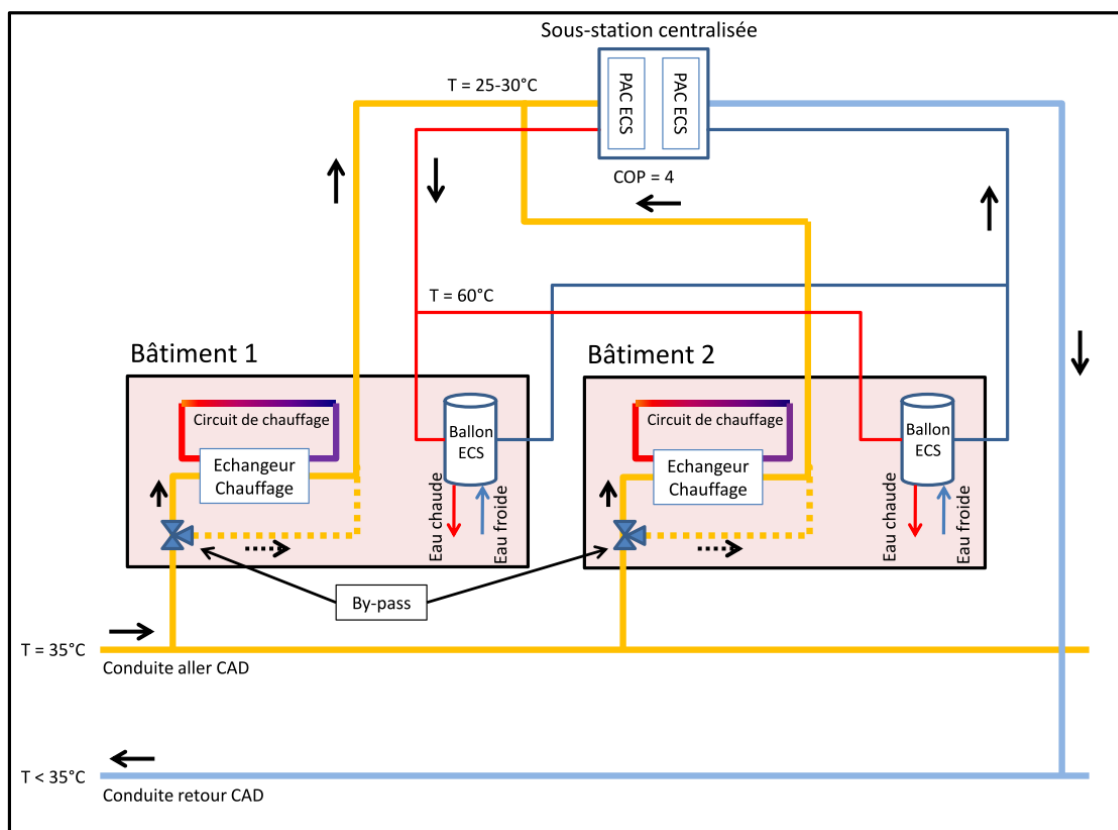 Sous-station centralisée
T = 25-30°C
PAC ECS
PAC ECS
COP = 4
T = 60°C
Bâtiment 1
Bâtiment 2
Circuit de chauffage
Echangeur
Chauffage
Ballon
ECS
Eau chaude
Eau froide
Circuit de chauffage
Echangeur
Chauffage
Ballon
ECS
Eau chaude
Eau froide
By-pass
T = 35°C
Conduite aller CAD
T < 35°C
Conduite retour CAD